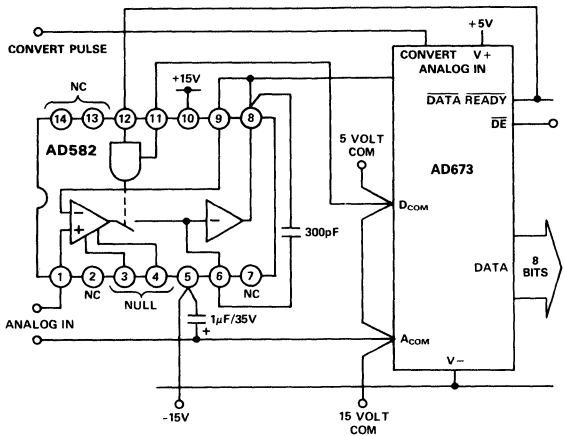 +5V
CONVERT PULSE
CONVERT V+
ANALOG IN
+15V
NC
14 13 12 11 10 9 8
DATA READY
DE
AD582
5 VOLT
COM
AD673
DCOM
−
+
−
300pF
DATA
8
BITS
1 2 3 4 5 6 7
NC
NULL
NC
ANALOG IN
1μF/35V
+
ACOM
V−
-15V
15 VOLT
COM